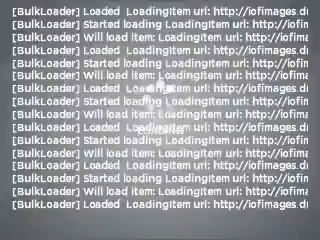 [BulkLoader] Loaded LoadingItem url: http://iofimages.d
[BulkLoader] Started loading LoadingItem url: http://iofim
[BulkLoader] Will load item: LoadingItem url: http://iofima
[BulkLoader] Loaded LoadingItem url: http://iofimages.d
[BulkLoader] Started loading LoadingItem url: http://iofim
[BulkLoader] Will load item: LoadingItem url: http://iofima
[BulkLoader] Loaded LoadingItem url: http://iofimages.d
[BulkLoader] Started loading LoadingItem url: http://iofim
[BulkLoader] Will load item: LoadingItem url: http://iofima
[BulkLoader] Loaded LoadingItem url: http://iofimages.d
[BulkLoader] Started loading LoadingItem url: http://iofim
[BulkLoader] Will load item: LoadingItem url: http://iofima
[BulkLoader] Loaded LoadingItem url: http://iofimages.d
[BulkLoader] Started loading LoadingItem url: http://iofim
[BulkLoader] Will load item: LoadingItem url: http://iofima
[BulkLoader] Loaded LoadingItem url: http://iofimages.d